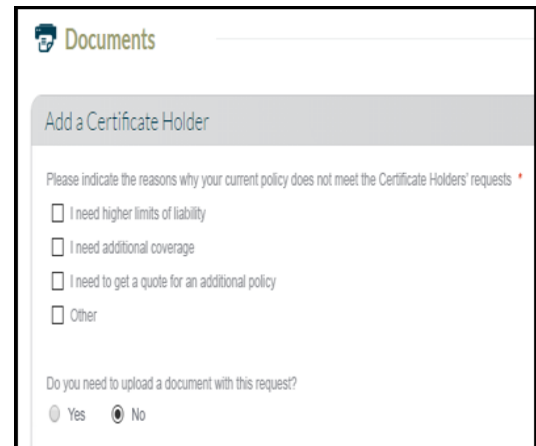 Documents
Add a Certificate Holder
Please indicate the reasons why your current policy does not meet the Certificate Holders' requests *
I need higher limits of liability
I need additional coverage
I need to get a quote for an additional policy
Other
Do you need to upload a document with this request?
Yes No